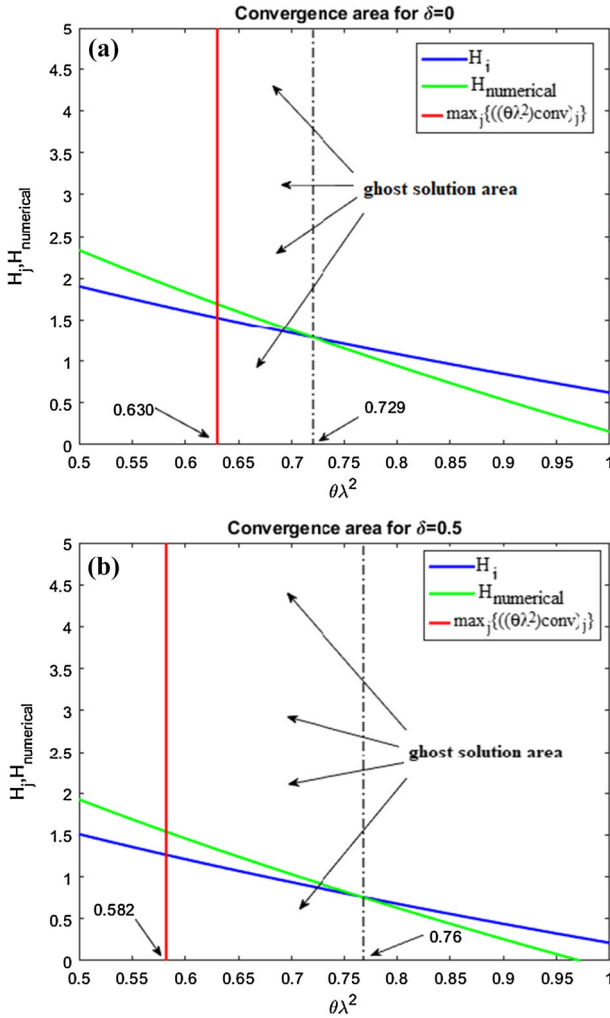 Convergence area for δ=0
(a)
H_j
H_numerical
max_j{((θλ²)conv)_j}
ghost solution area
0.630
0.729
H_j,H_numerical
5
4.5
4
3.5
3
2.5
2
1.5
1
0.5
0
0.5 0.55 0.6 0.65 0.7 0.75 0.8 0.85 0.9 0.95 1
θλ²
Convergence area for δ=0.5
(b)
H_j
H_numerical
max_j{((θλ²)conv)_j}
ghost solution area
0.582
0.76
H_j,H_numerical
5
4.5
4
3.5
3
2.5
2
1.5
1
0.5
0
0.5 0.55 0.6 0.65 0.7 0.75 0.8 0.85 0.9 0.95 1
θλ²